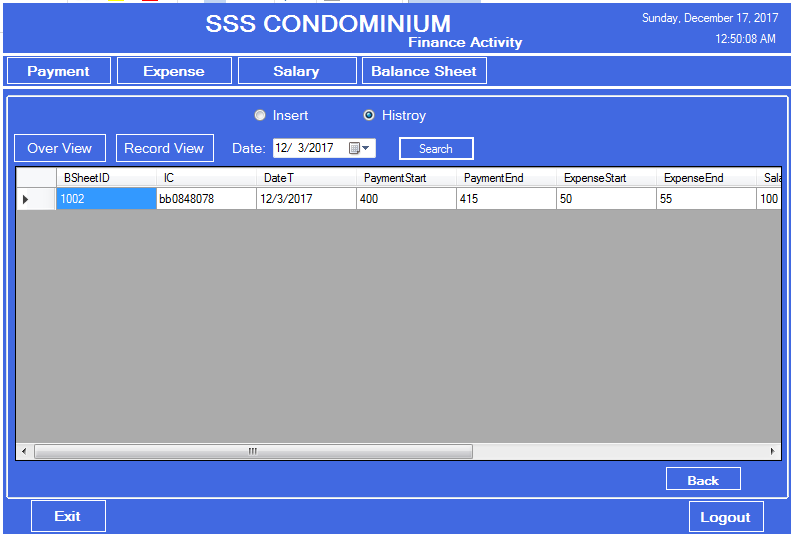 SSS CONDOMINIUM
Sunday, December 17, 2017
Finance Activity
12:50:08 AM
Payment Expense Salary Balance Sheet
Insert Histroy
Over View Record View Date: 12/ 3/2017 Search
BSheetID IC DateT PaymentStart PaymentEnd ExpenseStart ExpenseEnd Sala
1002 bb0848078 12/3/2017 400 415 50 55 100
Back
Exit Logout